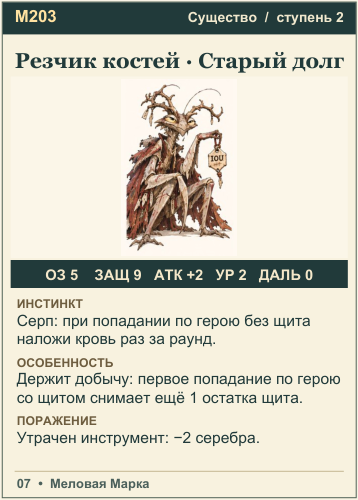 M203
Существо / ступень 2
Резчик костей · Старый долг
IOU
ОЗ 5 ЗАЩ 9 АТК +2 УР 2 ДАЛЬ 0
ИНСТИНКТ
Серп: при попадании по герою без щита
наложи кровь раз за раунд.
ОСОБЕННОСТЬ
Держит добычу: первое попадание по герою
со щитом снимает ещё 1 остатка щита.
ПОРАЖЕНИЕ
Утрачен инструмент: −2 серебра.
07 • Меловая Марка